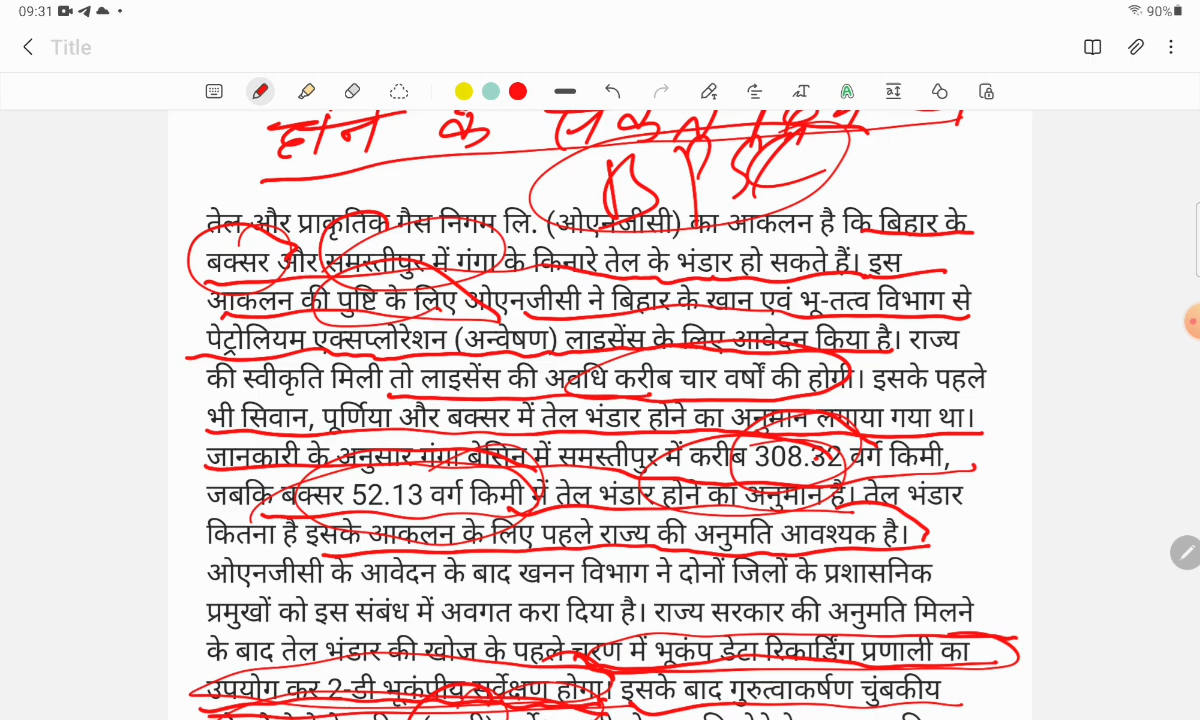 09:31 90%
Title
के
BPSC
तेल और प्राकृतिक गैस निगम लि. (ओएनजीसी) का आकलन है कि बिहार के
बक्सर और समस्तीपुर में गंगा के किनारे तेल के भंडार हो सकते हैं। इस
आकलन की पुष्टि के लिए ओएनजीसी ने बिहार के खान एवं भू-तत्व विभाग से
पेट्रोलियम एक्सप्लोरेशन (अन्वेषण) लाइसेंस के लिए आवेदन किया है। राज्य
की स्वीकृति मिली तो लाइसेंस की अवधि करीब चार वर्षों की होगी। इसके पहले
भी सिवान, पूर्णिया और बक्सर में तेल भंडार होने का अनुमान लगाया गया था।
जानकारी के अनुसार गंगा बेसिन में समस्तीपुर में करीब 308.32 वर्ग किमी,
जबकि बक्सर 52.13 वर्ग किमी में तेल भंडार होने का अनुमान है। तेल भंडार
कितना है इसके आकलन के लिए पहले राज्य की अनुमति आवश्यक है।
ओएनजीसी के आवेदन के बाद खनन विभाग ने दोनों जिलों के प्रशासनिक
प्रमुखों को इस संबंध में अवगत करा दिया है। राज्य सरकार की अनुमति मिलने
के बाद तेल भंडार की खोज के पहले चरण में भूकंप डेटा रिकार्डिंग प्रणाली का
उपयोग कर 2-डी भूकंपीय सर्वेक्षण होगा। इसके बाद गुरुत्वाकर्षण चुंबकीय